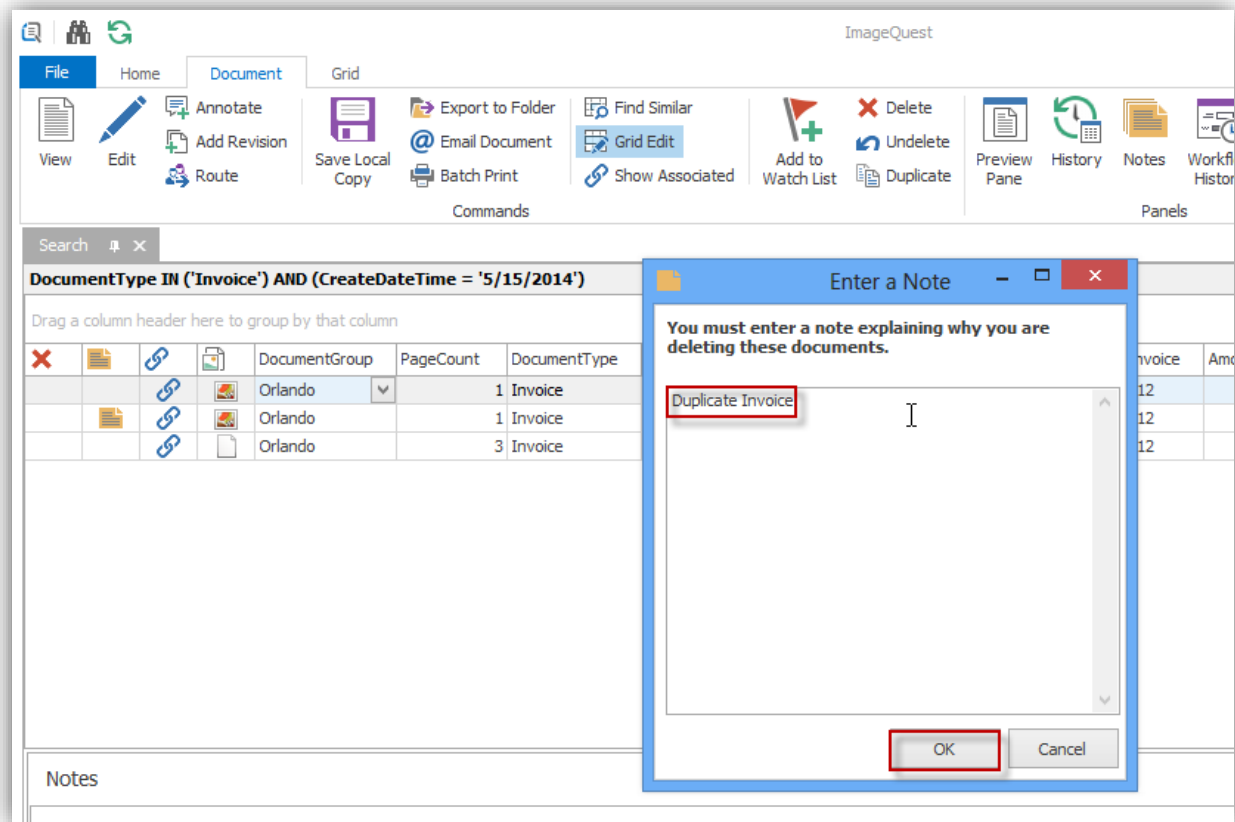 ImageQuest
File Home Document Grid
View
Edit
Annotate
Add Revision
Route
Save Local
Copy
Export to Folder
Email Document
Batch Print
Find Similar
Grid Edit
Show Associated
Add to
Watch List
Delete
Undelete
Duplicate
Preview
Pane
History
Notes
Workfl
Histor
Commands
Panels
Search
DocumentType IN ('Invoice') AND (CreateDateTime = '5/15/2014')
Drag a column header here to group by that column
DocumentGroup PageCount DocumentType nvoice Amo
Orlando 1 Invoice 12
Orlando 1 Invoice 12
Orlando 3 Invoice 12
Enter a Note
You must enter a note explaining why you are
deleting these documents.
Duplicate Invoice
OK Cancel
Notes